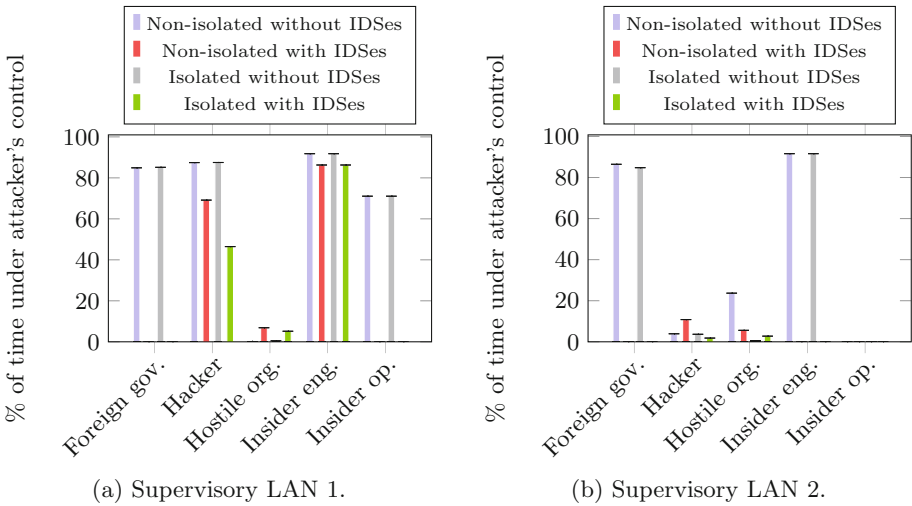 Non-isolated without IDSes
Non-isolated with IDSes
Isolated without IDSes
Isolated with IDSes
% of time under attacker's control
100
80
60
40
20
0
Foreign gov.
Hacker
Hostile org.
Insider eng.
Insider op.
(a) Supervisory LAN 1.
Non-isolated without IDSes
Non-isolated with IDSes
Isolated without IDSes
Isolated with IDSes
% of time under attacker's control
100
80
60
40
20
0
Foreign gov.
Hacker
Hostile org.
Insider eng.
Insider op.
(b) Supervisory LAN 2.